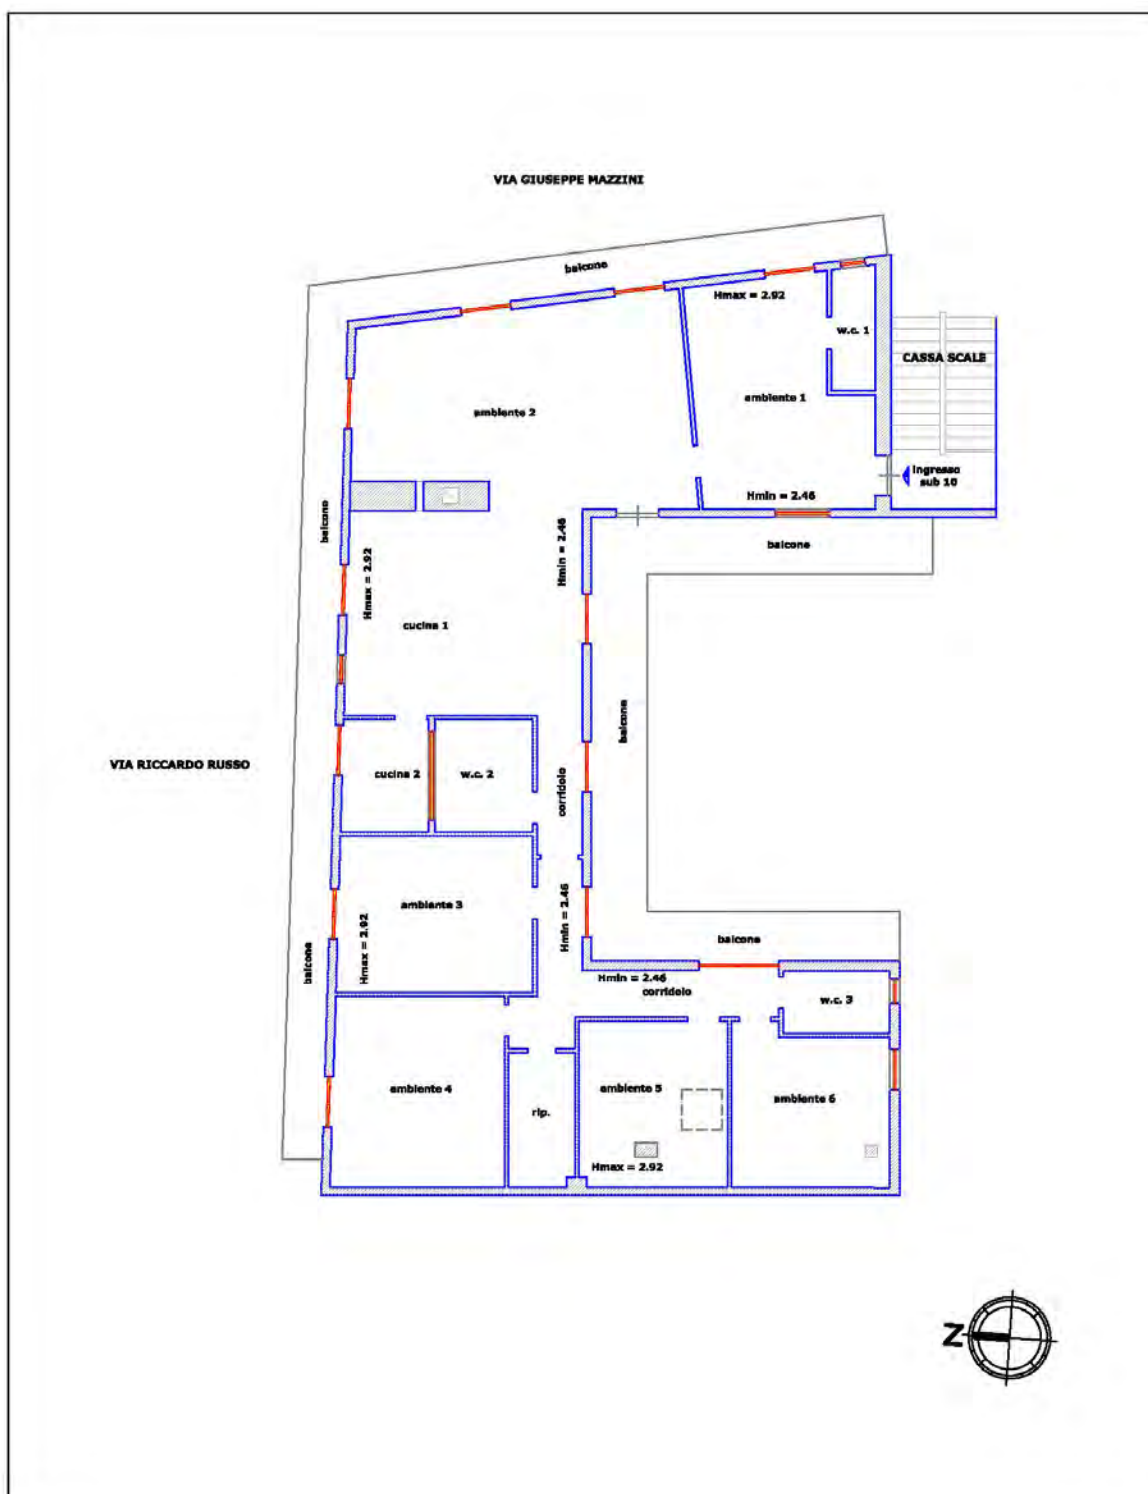 VIA GIUSEPPE MAZZINI
balcone
Hmax = 2.92
w.c. 1
CASSA SCALE
ambiente 1
ambiente 2
ingresso
sub 10
Hmin = 2.46
balcone
balcone
Hmin = 2.46
Hmax = 2.92
cucina 1
balcone
VIA RICCARDO RUSSO
cucina 2
w.c. 2
corridoio
ambiente 3
Hmin = 2.46
Hmax = 2.92
balcone
balcone
Hmin = 2.46
corridoio
w.c. 3
ambiente 4
rip.
ambiente 5
ambiente 6
Hmax = 2.92
N